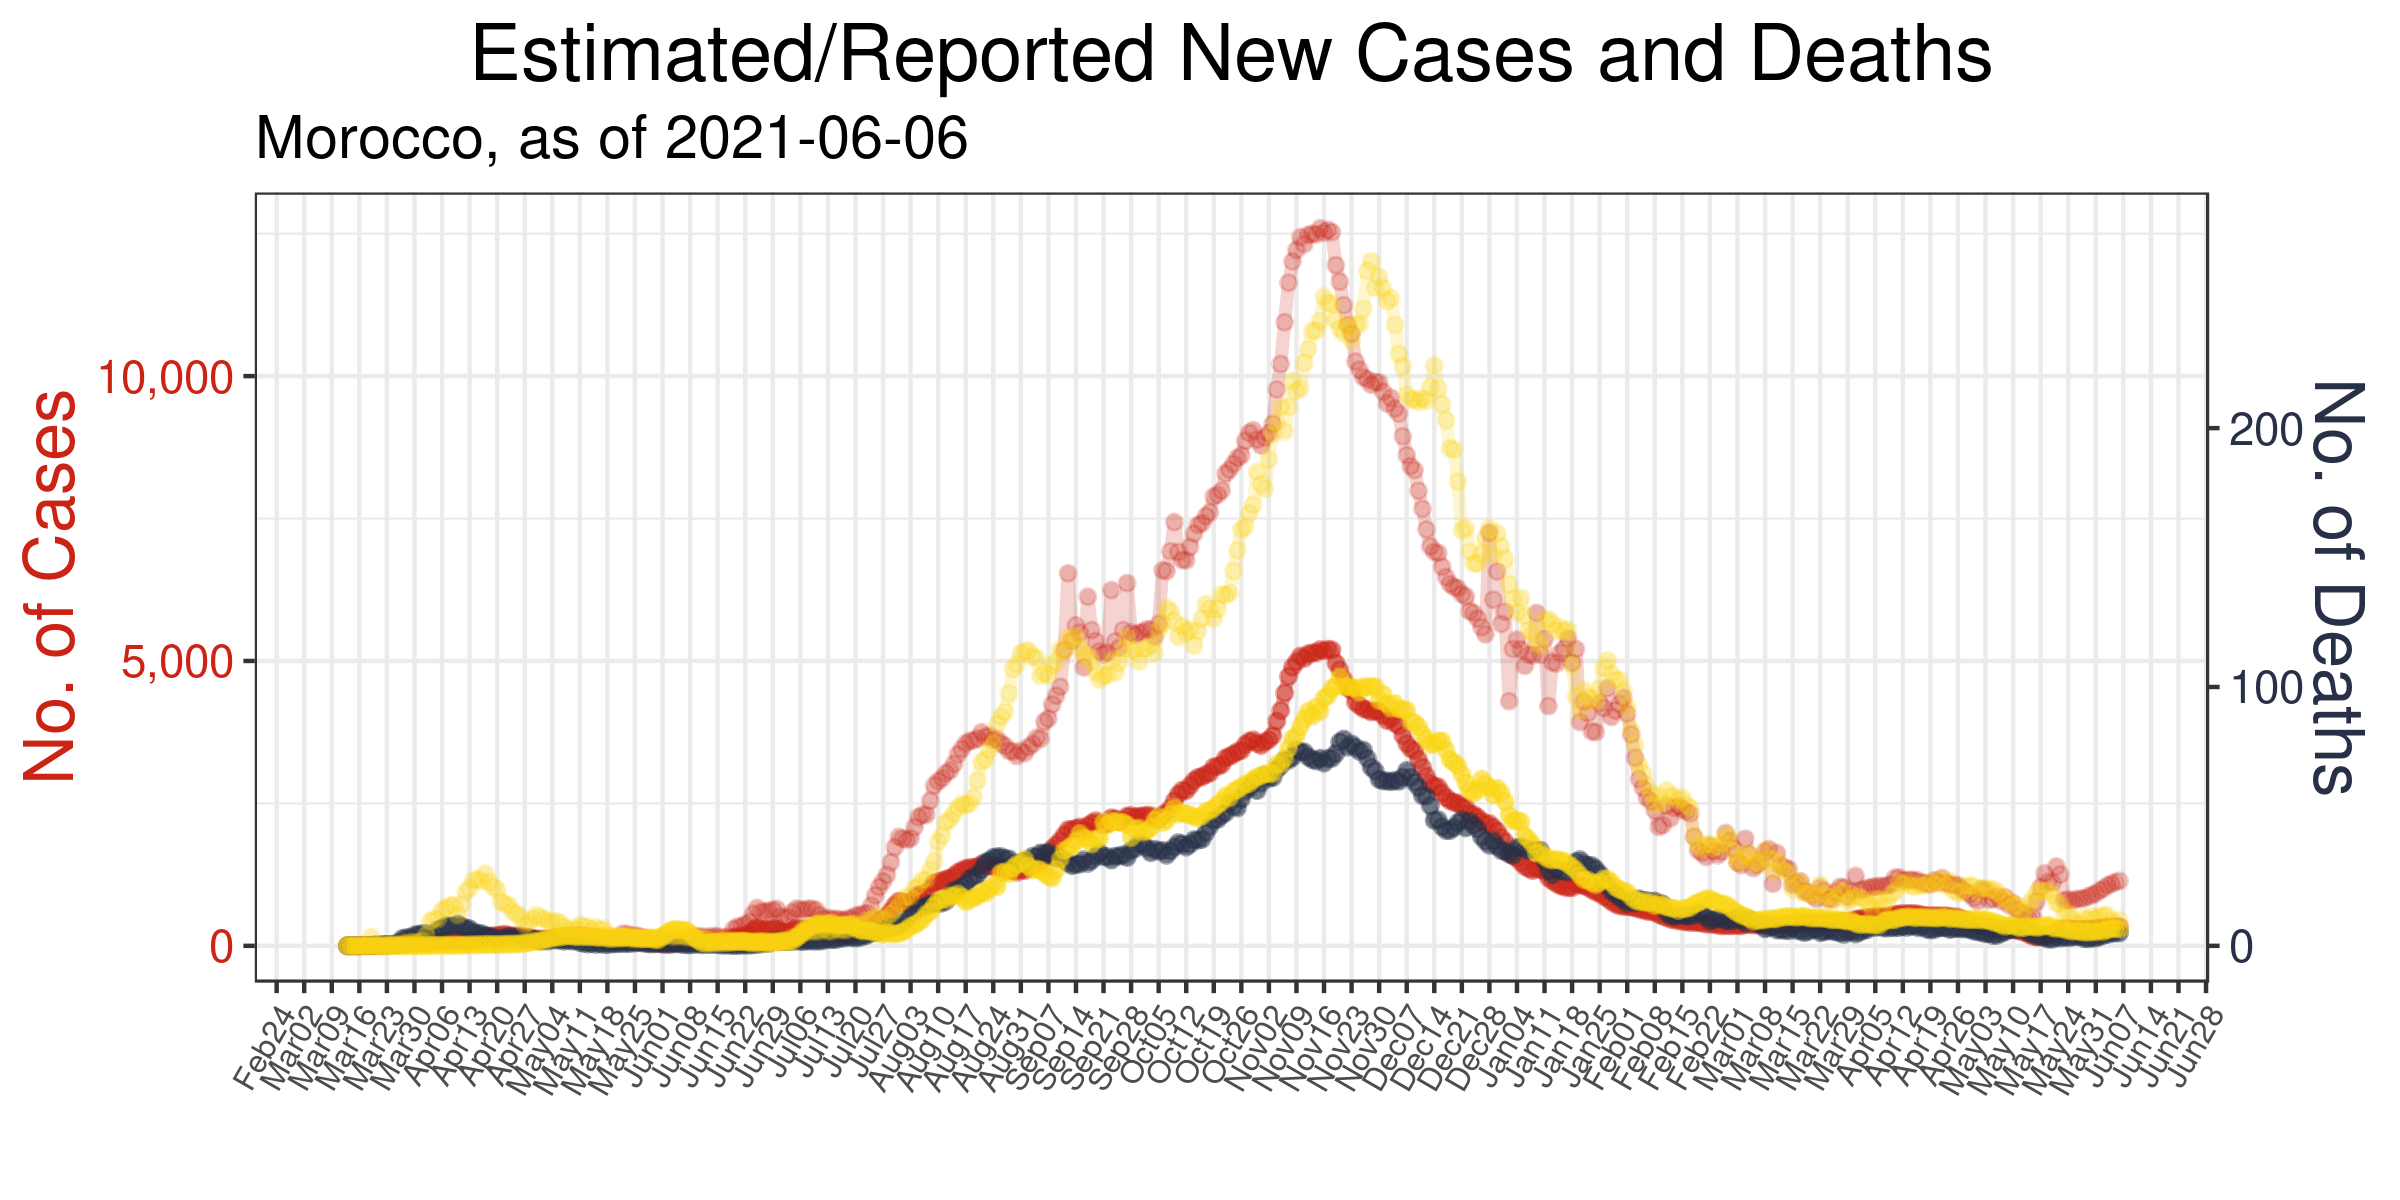 Estimated/Reported New Cases and Deaths
Morocco, as of 2021-06-06
No. of Cases
10,000
5,000
0
No. of Deaths
200
100
0
Feb24
Mar02
Mar09
Mar16
Mar23
Mar30
Apr06
Apr13
Apr20
Apr27
May04
May11
May18
May25
Jun01
Jun08
Jun15
Jun22
Jun29
Jul06
Jul13
Jul20
Jul27
Aug03
Aug10
Aug17
Aug24
Aug31
Sep07
Sep14
Sep21
Sep28
Oct05
Oct12
Oct19
Oct26
Nov02
Nov09
Nov16
Nov23
Nov30
Dec07
Dec14
Dec21
Dec28
Jan04
Jan11
Jan18
Jan25
Feb01
Feb08
Feb15
Feb22
Mar01
Mar08
Mar15
Mar22
Mar29
Apr05
Apr12
Apr19
Apr26
May03
May10
May17
May24
May31
Jun07
Jun14
Jun21
Jun28